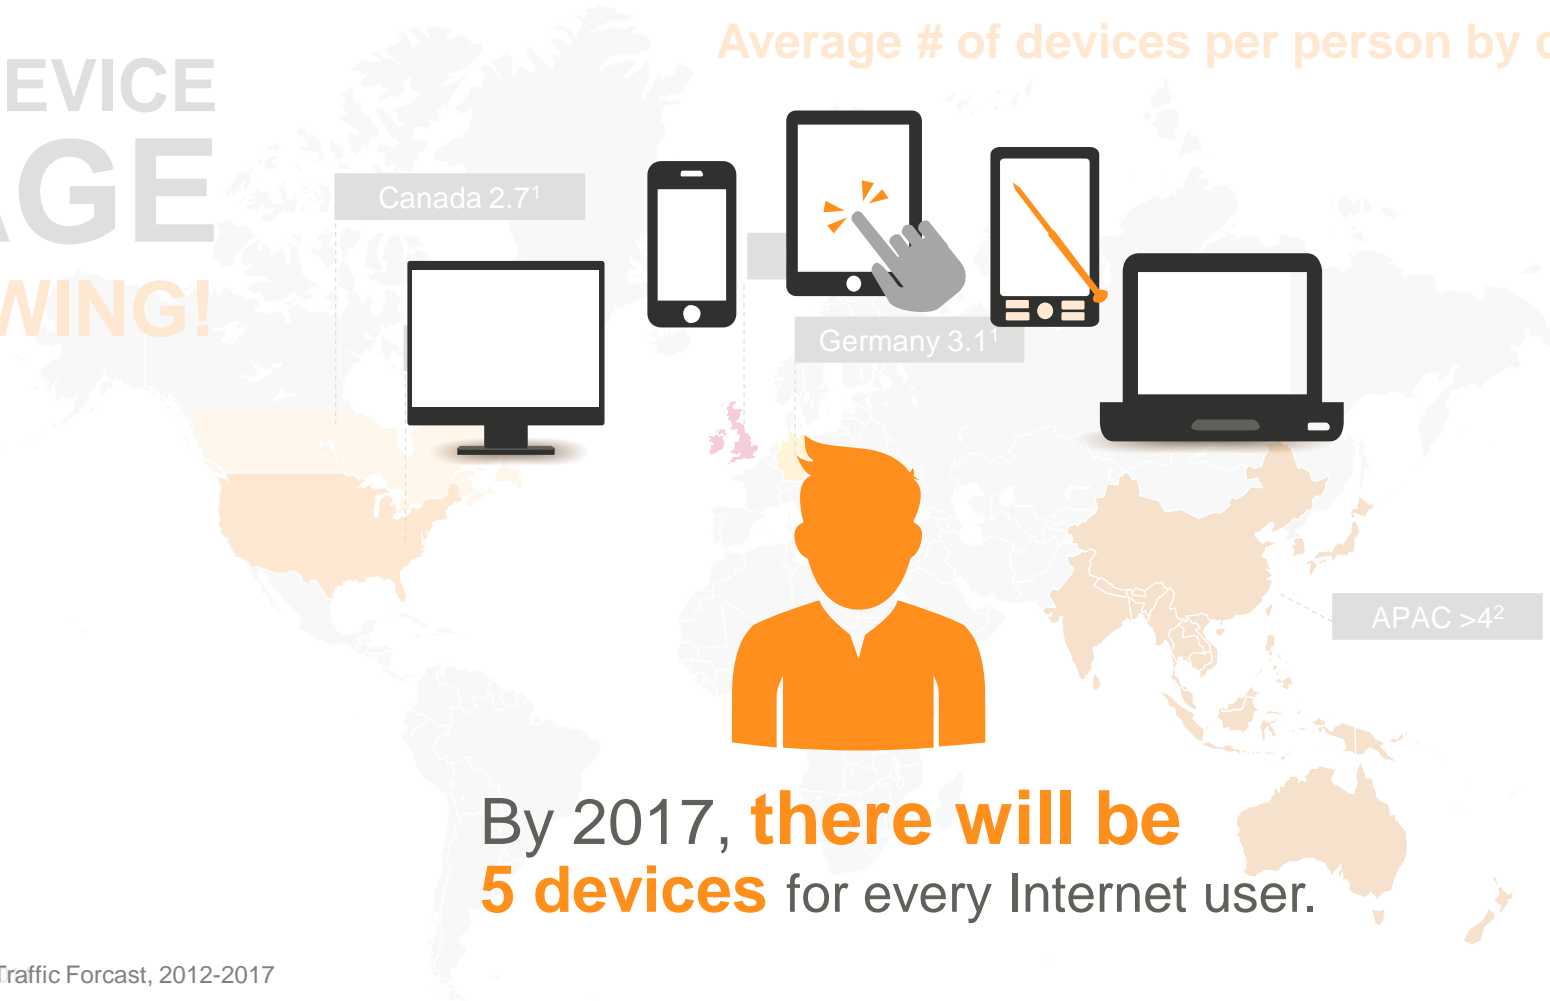 Average # of devices per person by
EVICE
AGE
WING!
Canada 2.7¹
Germany 3.1¹
APAC >4²
By 2017, there will be
5 devices for every Internet user.
Traffic Forcast, 2012-2017